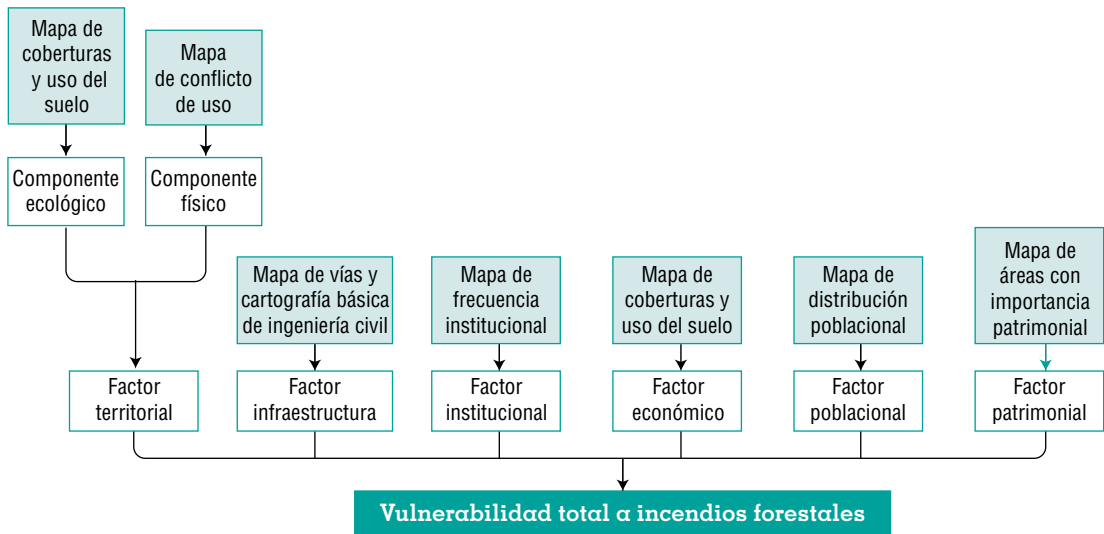 Mapa de
coberturas
y uso del
suelo
Mapa
de conflicto
de uso
Componente
ecológico
Componente
físico
Mapa de vías y
cartografía básica
de ingeniería civil
Mapa de
frecuencia
institucional
Mapa de
coberturas y
uso del suelo
Mapa de
distribución
poblacional
Mapa de
áreas con
importancia
patrimonial
Factor
territorial
Factor
infraestructura
Factor
institucional
Factor
económico
Factor
poblacional
Factor
patrimonial
Vulnerabilidad total a incendios forestales